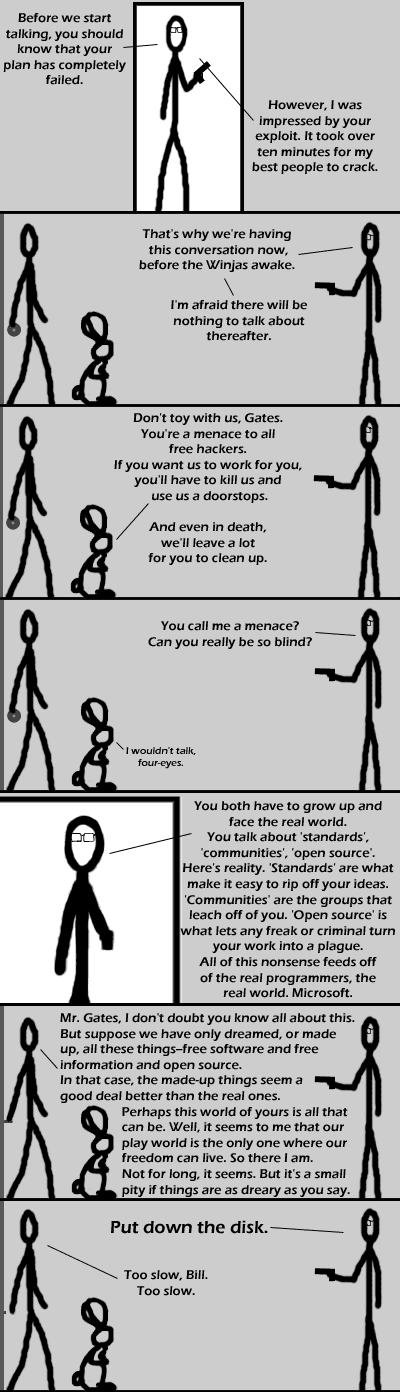 Before we start
talking, you should
know that your
plan has completely
failed.
However, I was
impressed by your
exploit. It took over
ten minutes for my
best people to crack.
That's why we're having
this conversation now,
before the Winjas awake.
I'm afraid there will be
nothing to talk about
thereafter.
Don't toy with us, Gates.
You're a menace to all
free hackers.
If you want us to work for you,
you'll have to kill us and
use us a doorstops.
And even in death,
we'll leave a lot
for you to clean up.
You call me a menace?
Can you really be so blind?
I wouldn't talk,
four-eyes.
You both have to grow up and
face the real world.
You talk about 'standards',
'communities', 'open source'.
Here's reality. 'Standards' are what
make it easy to rip off your ideas.
'Communities' are the groups that
leach off of you. 'Open source' is
what lets any freak or criminal turn
your work into a plague.
All of this nonsense feeds off
of the real programmers, the
real world. Microsoft.
Mr. Gates, I don't doubt you know all about this.
But suppose we have only dreamed, or made
up, all these things–free software and free
information and open source.
In that case, the made-up things seem a
good deal better than the real ones.
Perhaps this world of yours is all that
can be. Well, it seems to me that our
play world is the only one where our
freedom can live. So there I am.
Not for long, it seems. But it's a small
pity if things are as dreary as you say.
Put down the disk.
Too slow, Bill.
Too slow.